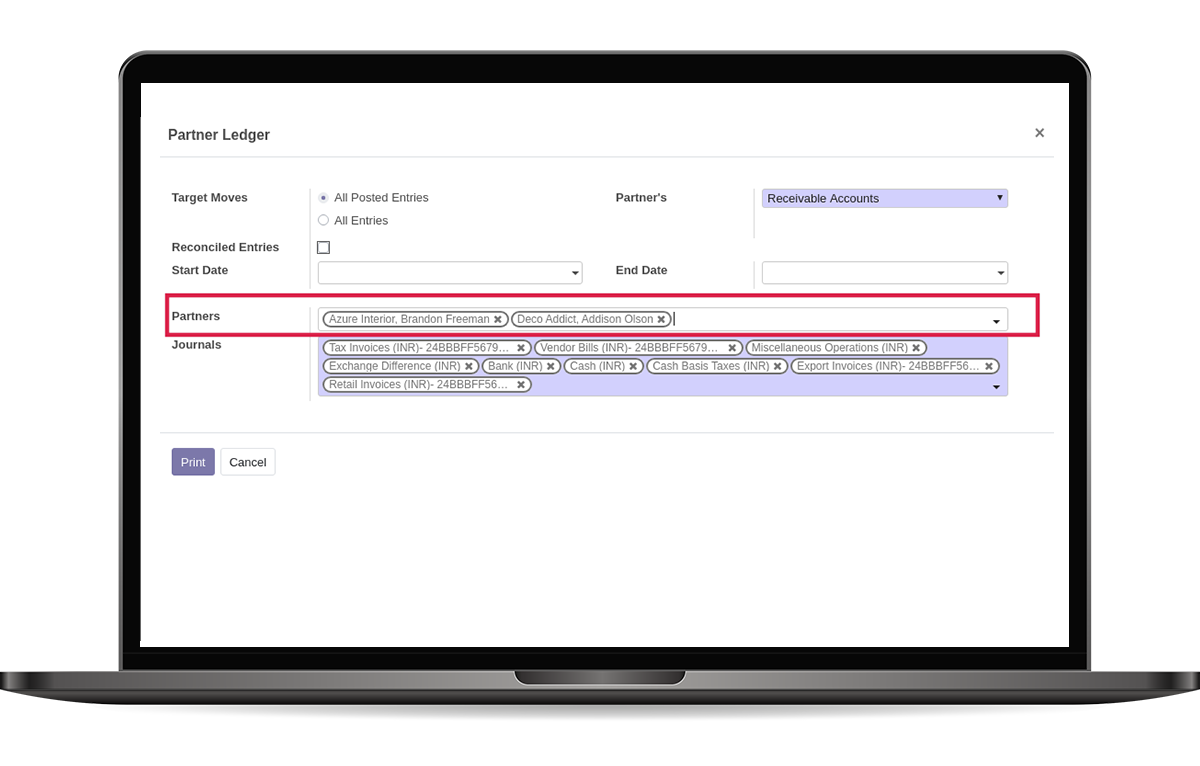 Partner Ledger ×
Target Moves All Posted Entries Partner's Receivable Accounts
All Entries
Reconciled Entries
Start Date End Date
Partners Azure Interior, Brandon Freeman Deco Addict, Addison Olson
Journals Tax Invoices (INR)- 24BBBFF5679... Vendor Bills (INR)- 24BBBFF5679... Miscellaneous Operations (INR)
Exchange Difference (INR) Bank (INR) Cash (INR) Cash Basis Taxes (INR) Export Invoices (INR)- 24BBBFF56...
Retail Invoices (INR)- 24BBBFF56...
Print Cancel